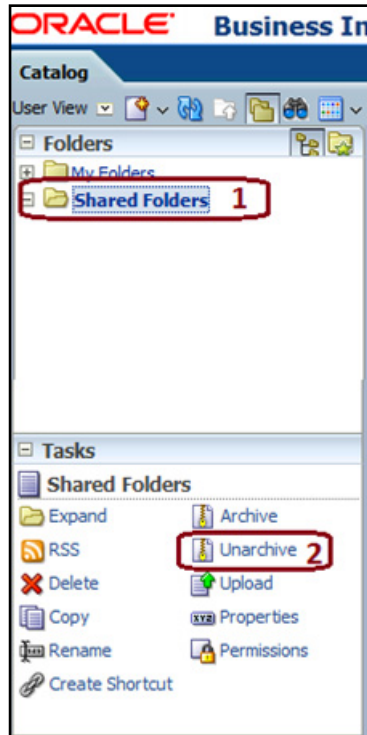 ORACLE Business In
Catalog
User View
Folders
My Folders
Shared Folders 1
Tasks
Shared Folders
Expand Archive
RSS Unarchive 2
Delete Upload
Copy xyz Properties
Rename Permissions
Create Shortcut